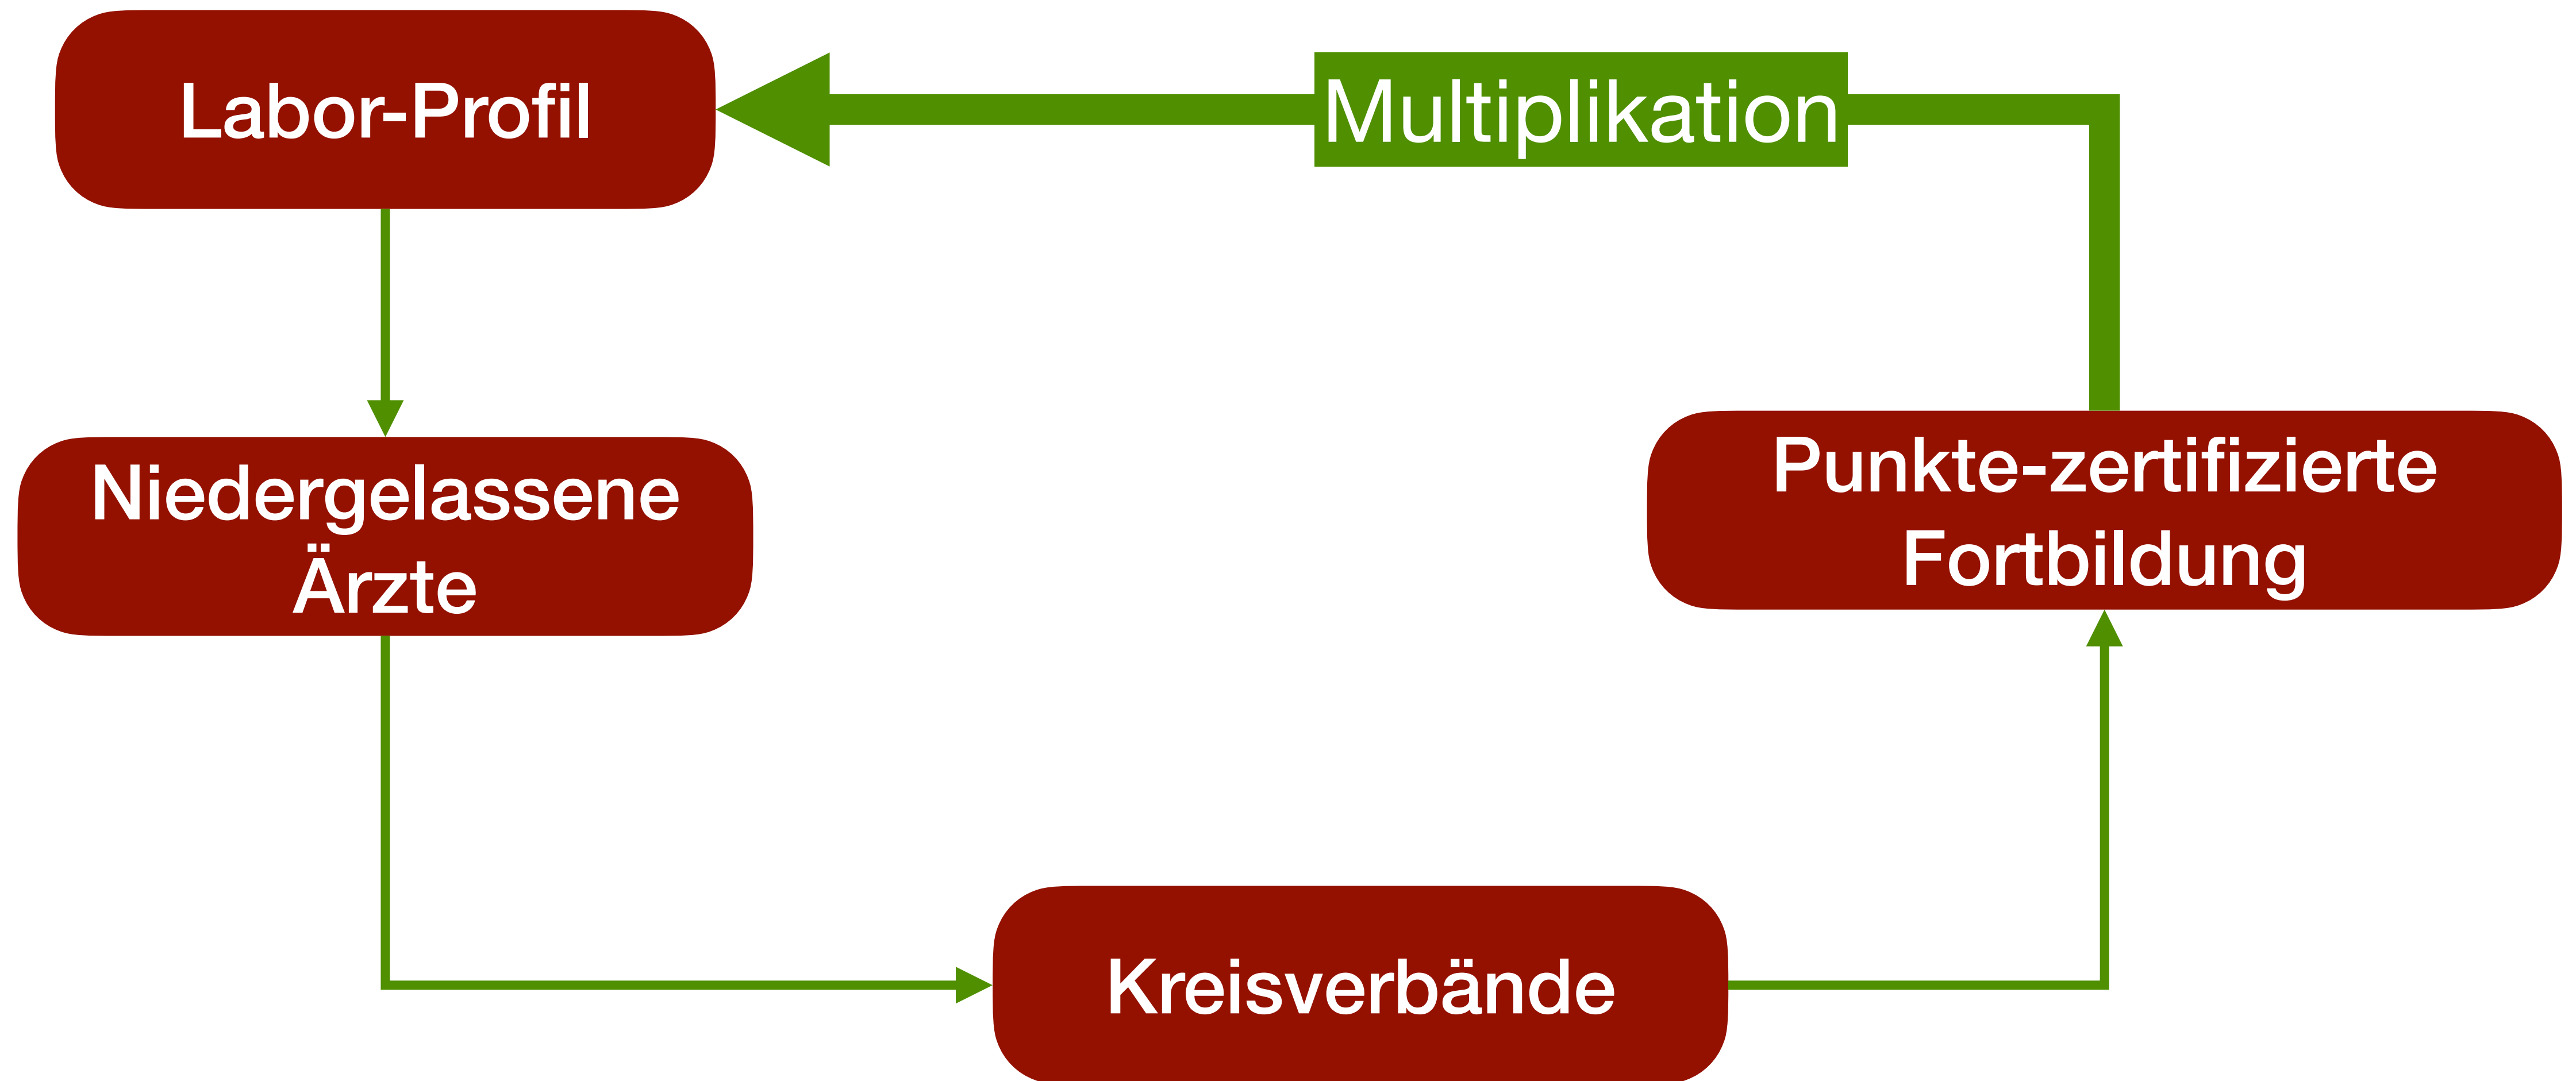 Labor-Profil
Multiplikation
Niedergelassene
Ärzte
Punkte-zertifizierte
Fortbildung
Kreisverbände